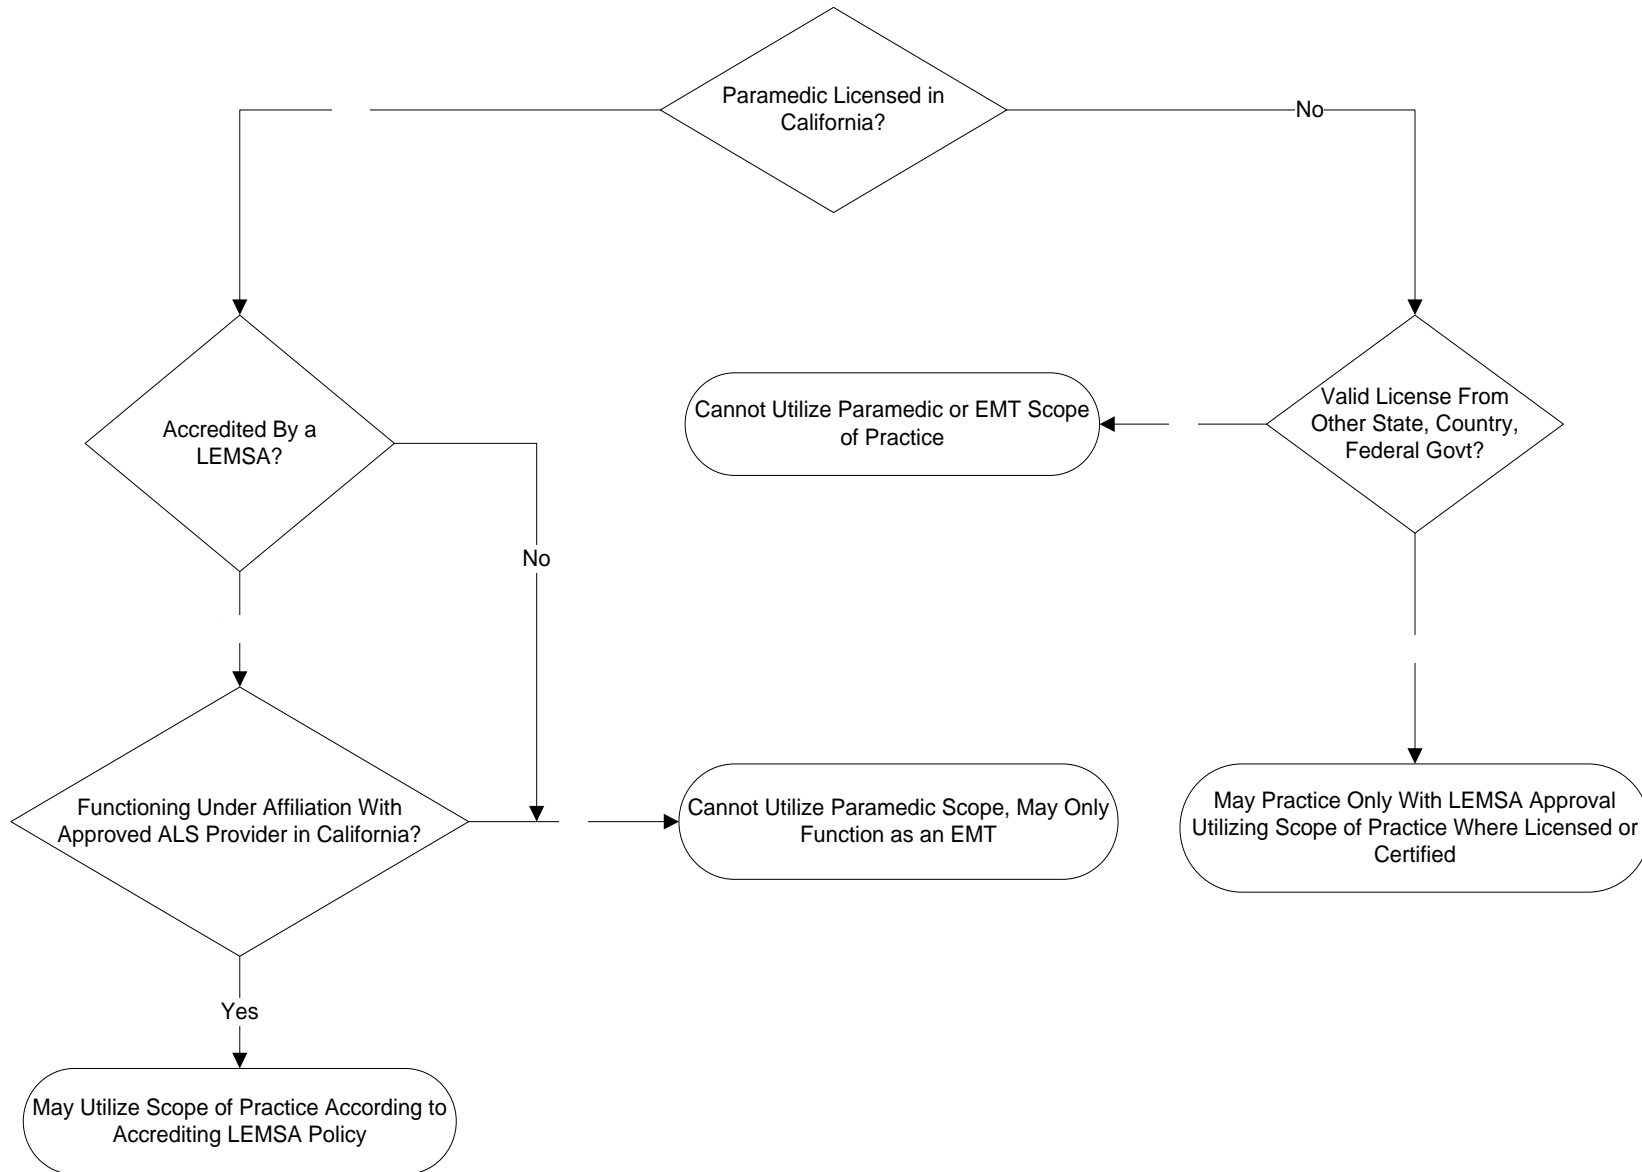 Paramedic Licensed in
California?
No
Accredited By a
LEMSA?
Cannot Utilize Paramedic or EMT Scope
of Practice
Valid License From
Other State, Country,
Federal Govt?
No
Functioning Under Affiliation With
Approved ALS Provider in California?
Cannot Utilize Paramedic Scope, May Only
Function as an EMT
May Practice Only With LEMSA Approval
Utilizing Scope of Practice Where Licensed or
Certified
Yes
May Utilize Scope of Practice According to
Accrediting LEMSA Policy